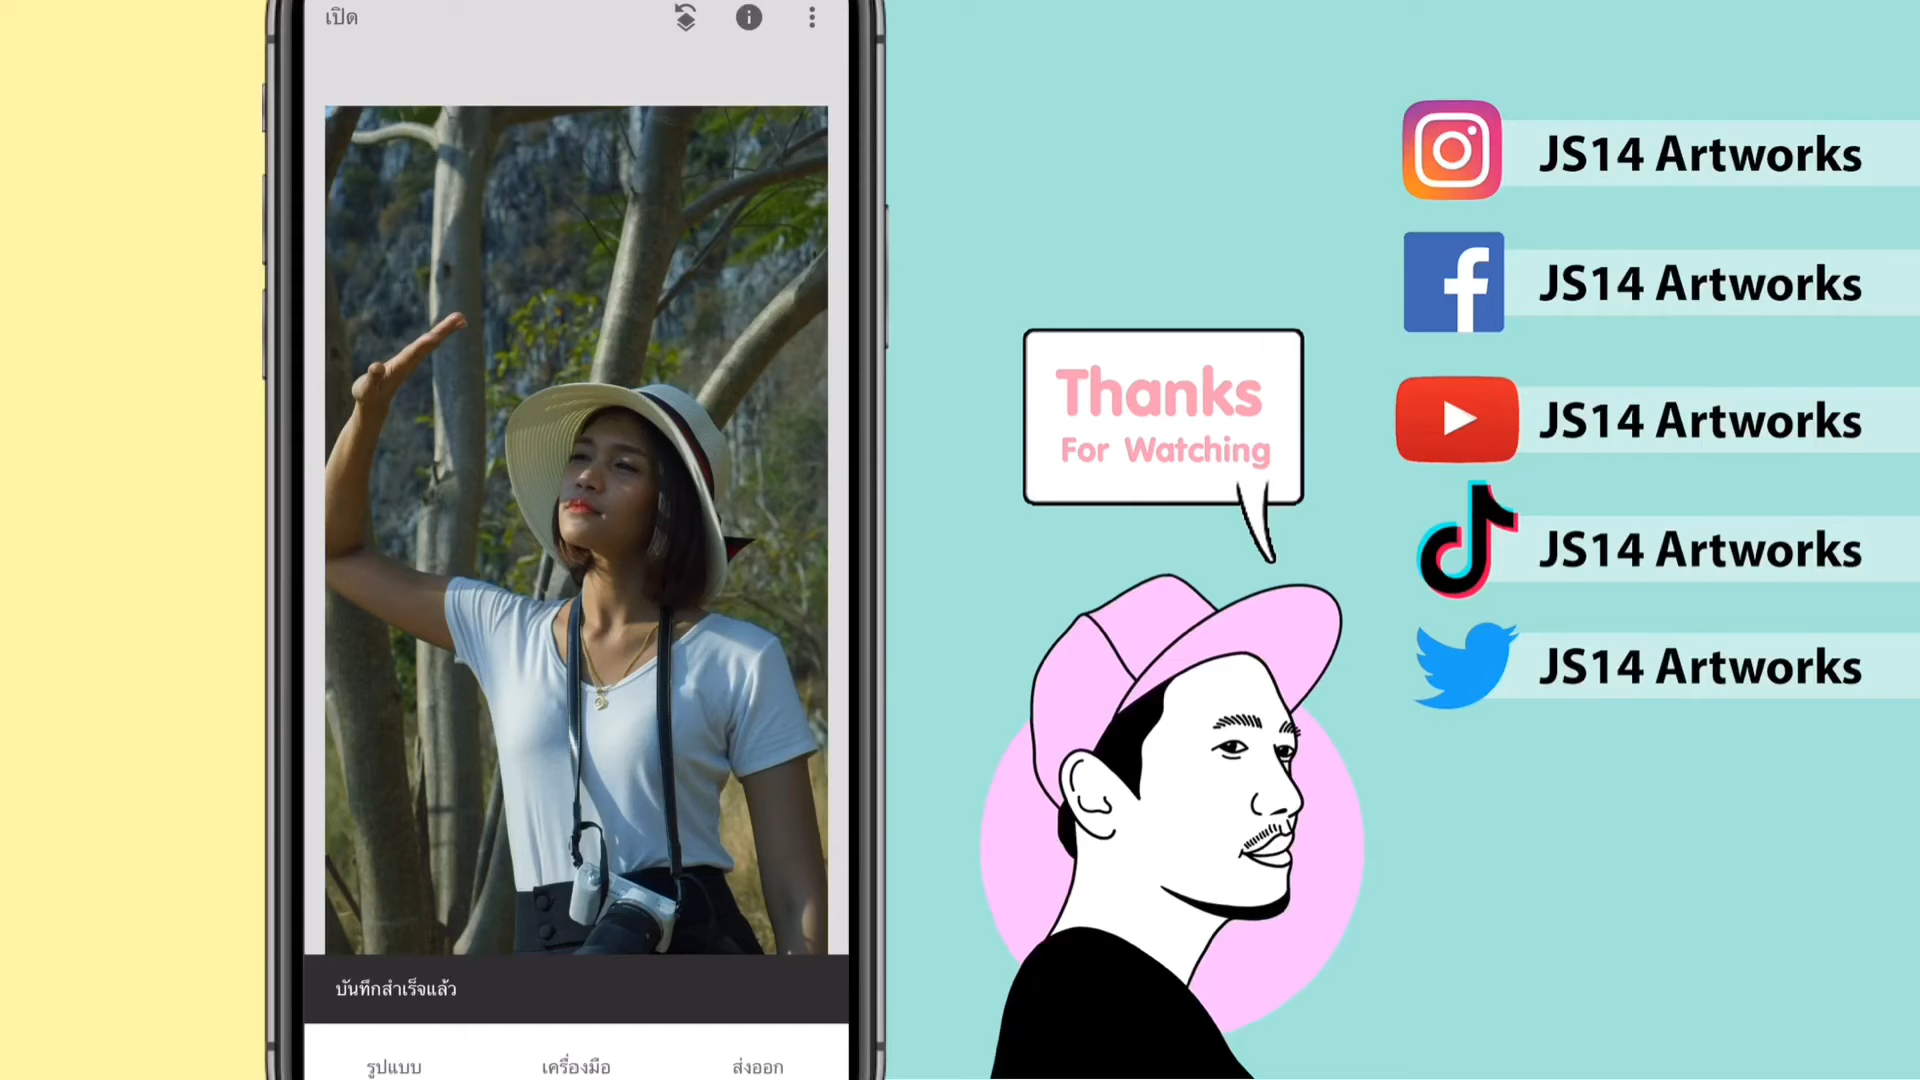 เปิด
บันทึกสำเร็จแล้ว
รูปแบบ
เครื่องมือ
ส่งออก
Thanks
For Watching
JS14 Artworks
JS14 Artworks
JS14 Artworks
JS14 Artworks
JS14 Artworks